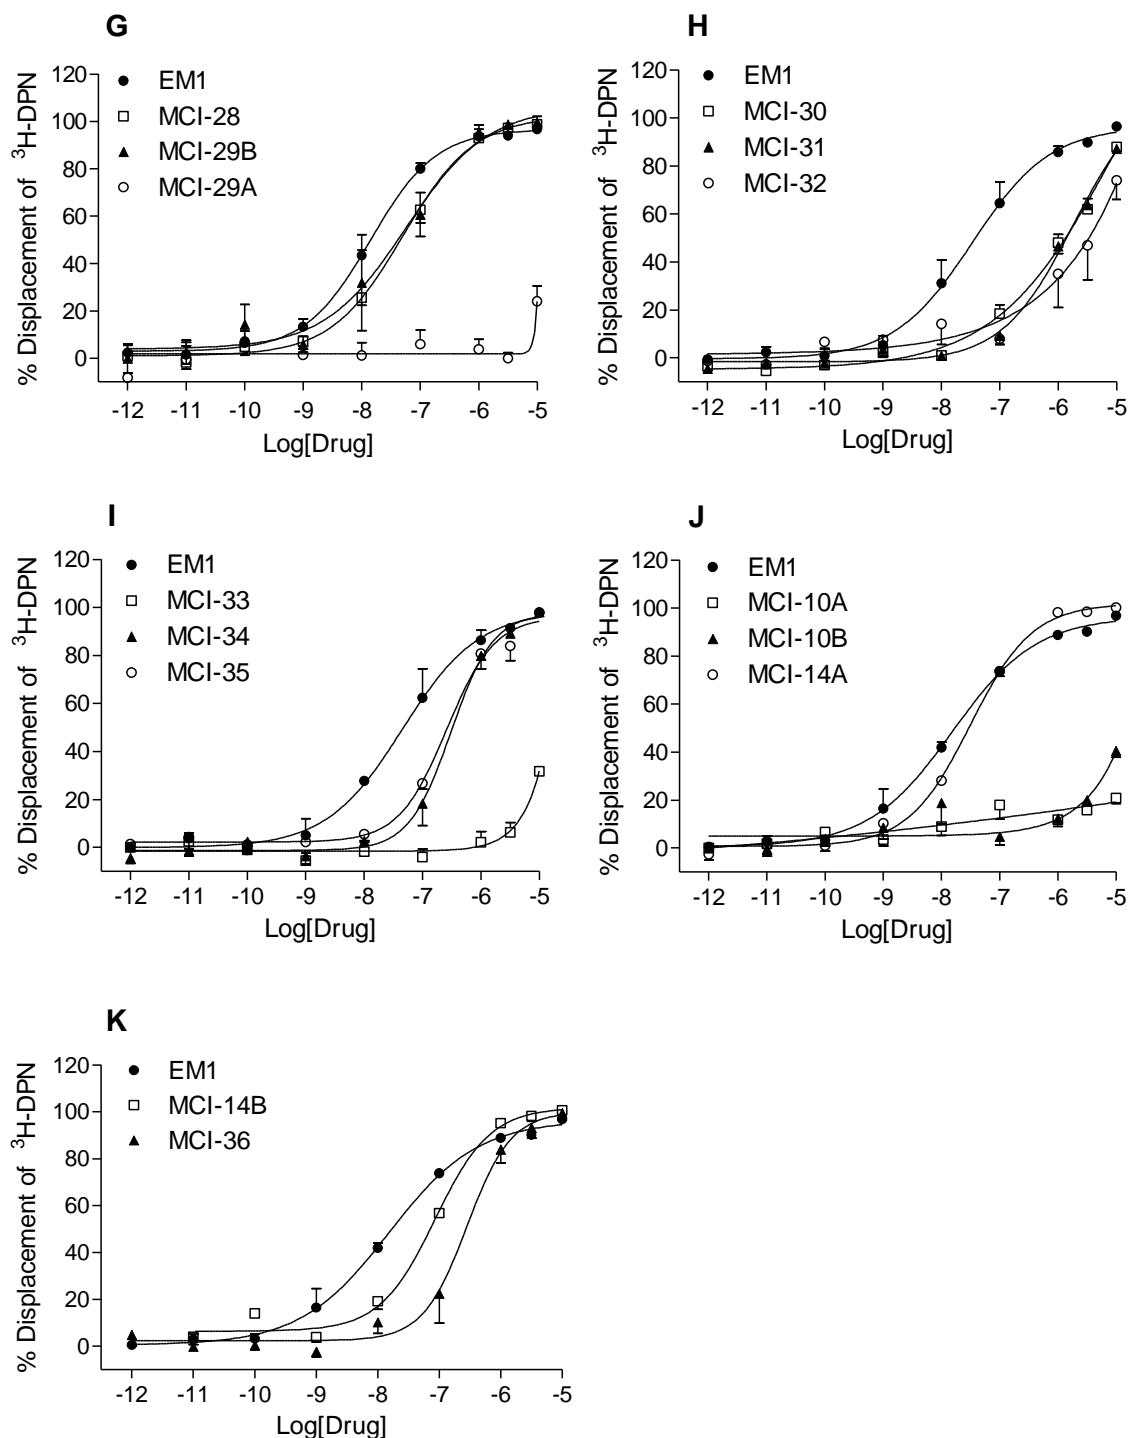 G
120
100
80
60
40
20
0
% Displacement of ³H-DPN
EM1
MCI-28
MCI-29B
MCI-29A
-12 -11 -10 -9 -8 -7 -6 -5
Log[Drug]
H
120
100
80
60
40
20
0
% Displacement of ³H-DPN
EM1
MCI-30
MCI-31
MCI-32
-12 -11 -10 -9 -8 -7 -6 -5
Log[Drug]
I
120
100
80
60
40
20
0
% Displacement of ³H-DPN
EM1
MCI-33
MCI-34
MCI-35
-12 -11 -10 -9 -8 -7 -6 -5
Log[Drug]
J
120
100
80
60
40
20
0
% Displacement of ³H-DPN
EM1
MCI-10A
MCI-10B
MCI-14A
-12 -11 -10 -9 -8 -7 -6 -5
Log[Drug]
K
120
100
80
60
40
20
0
% Displacement of ³H-DPN
EM1
MCI-14B
MCI-36
-12 -11 -10 -9 -8 -7 -6 -5
Log[Drug]